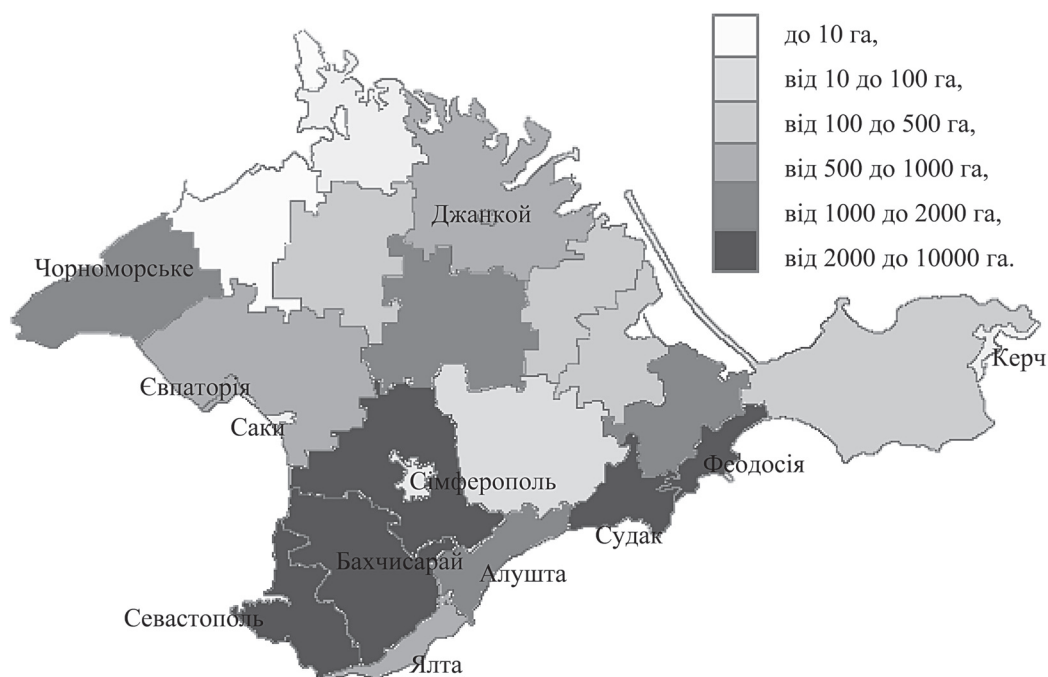 до 10 га,
від 10 до 100 га,
від 100 до 500 га,
від 500 до 1000 га,
від 1000 до 2000 га,
від 2000 до 10000 га.
Джанкой
Чорноморське
Керч
Євпаторія
Саки
Феодосія
Сімферополь
Судак
Бахчисарай
Алушта
Севастополь
Ялта